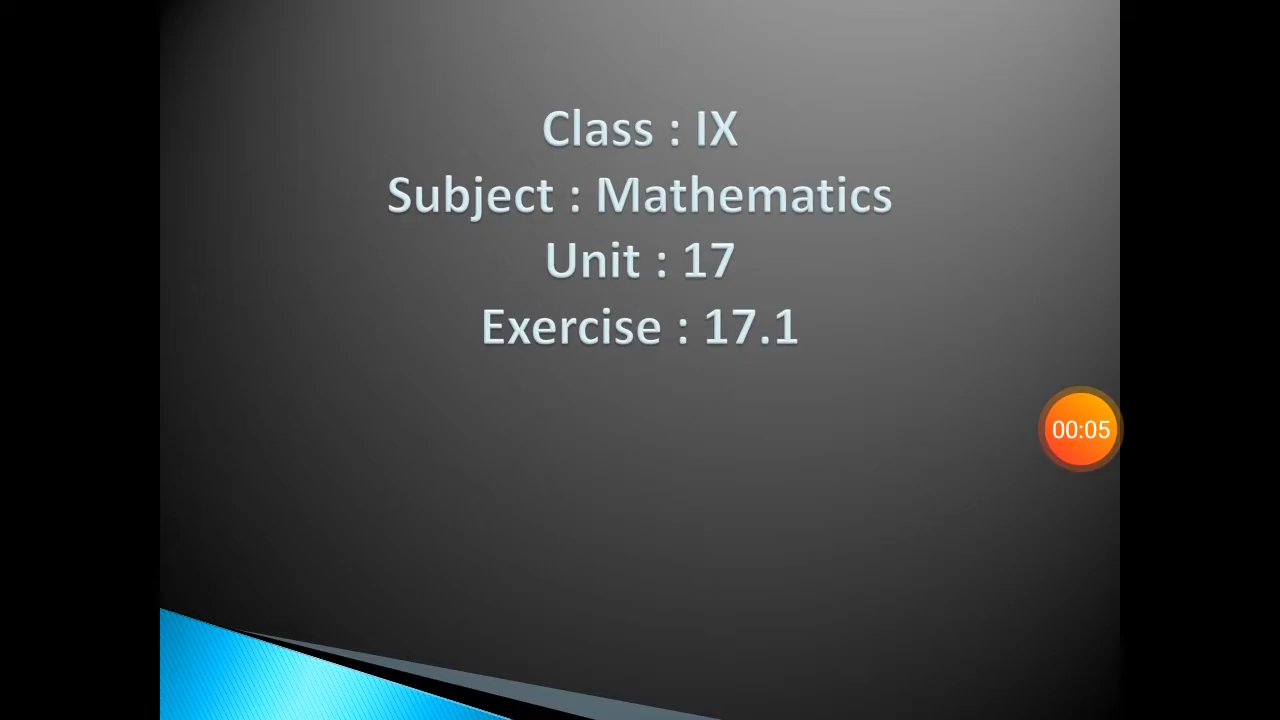 Class : IX
Subject : Mathematics
Unit : 17
Exercise : 17.1
00:05